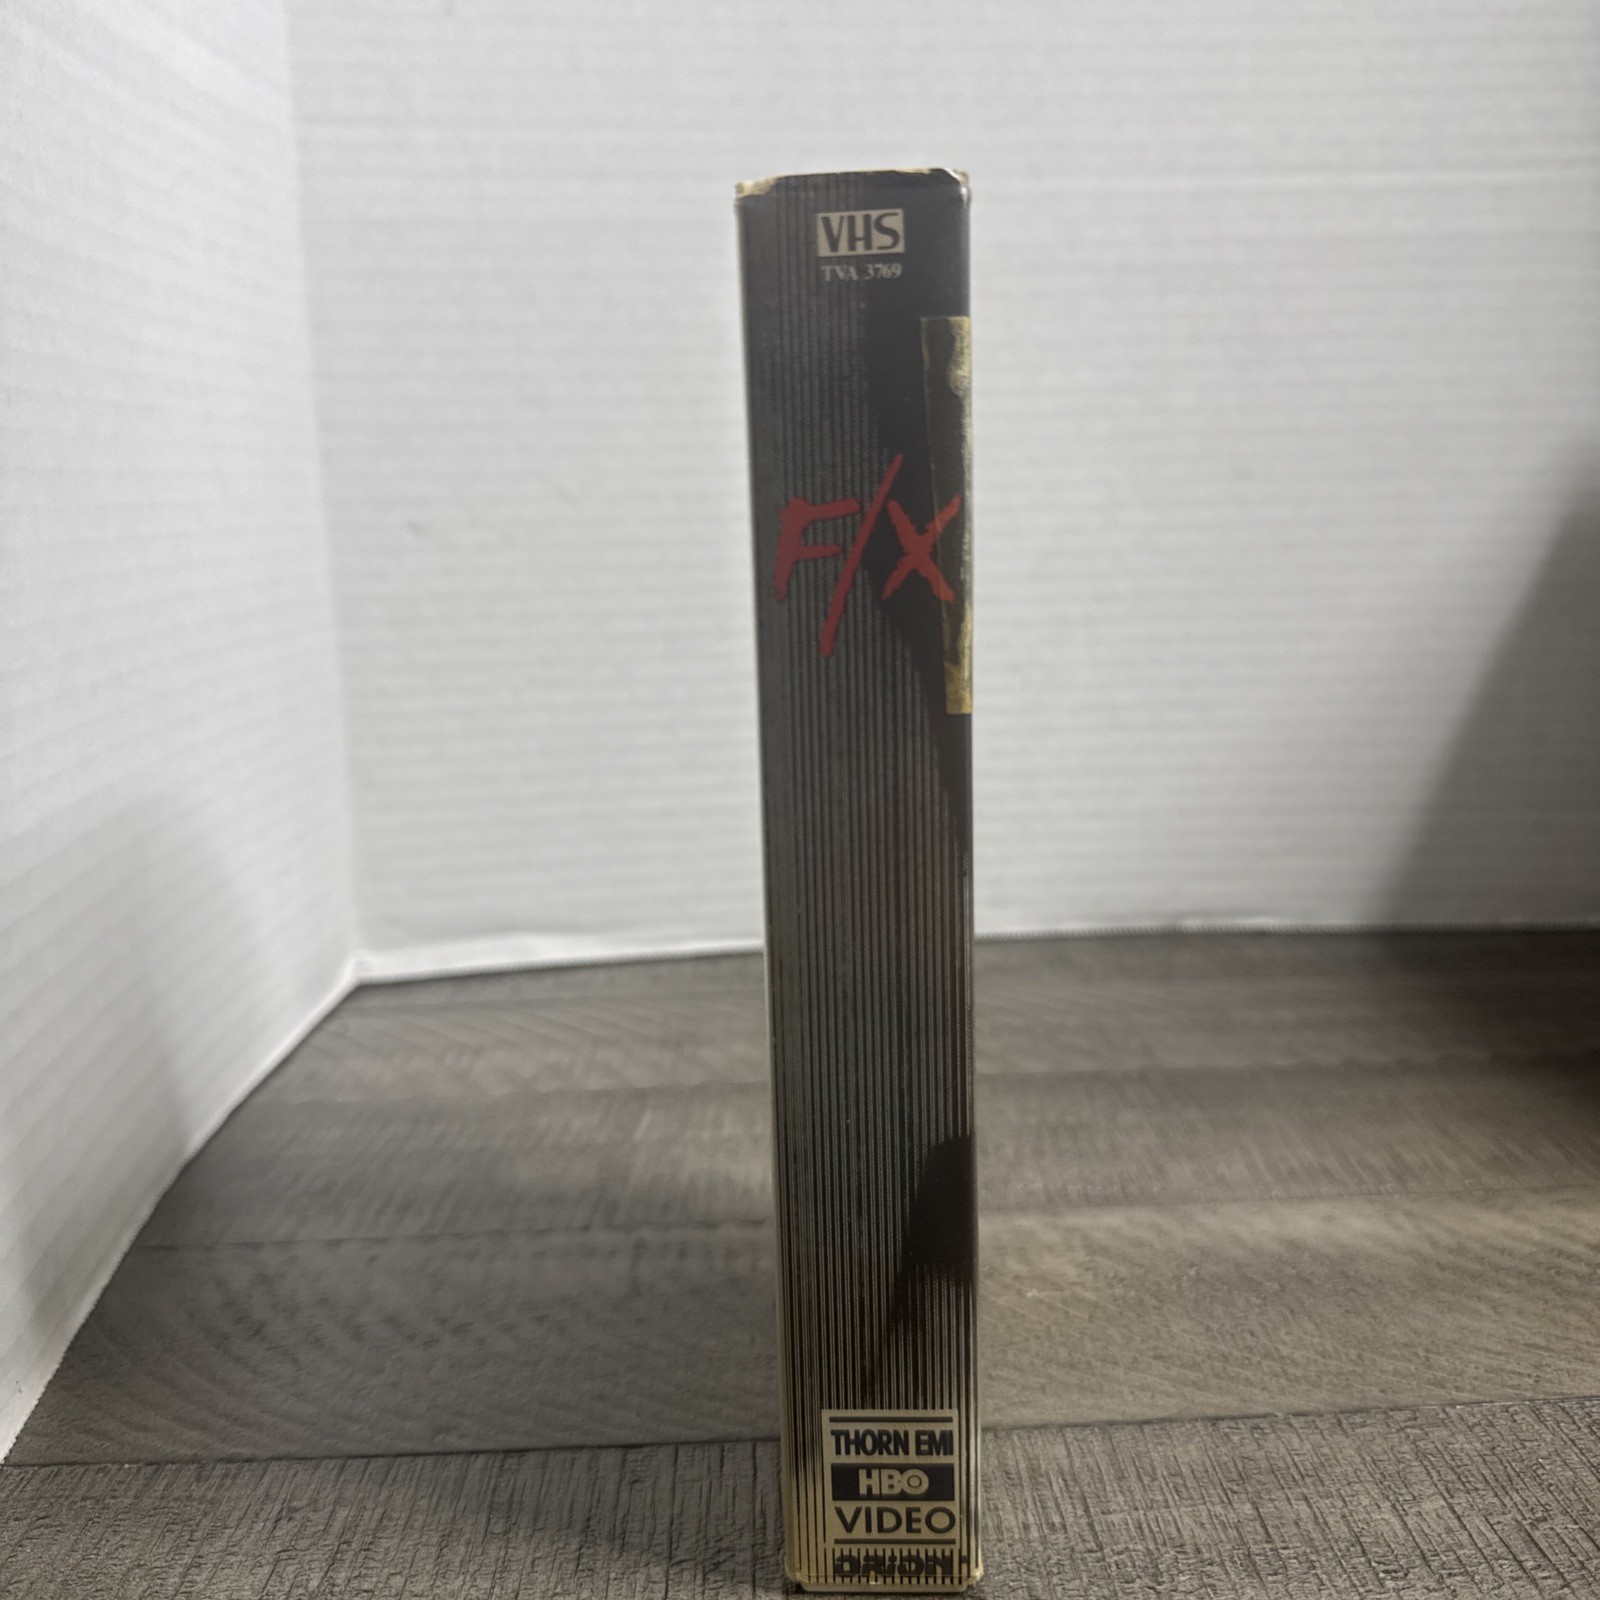 VHS
TVA 3769
F/X
THORN EMI
HBO
VIDEO
ORION